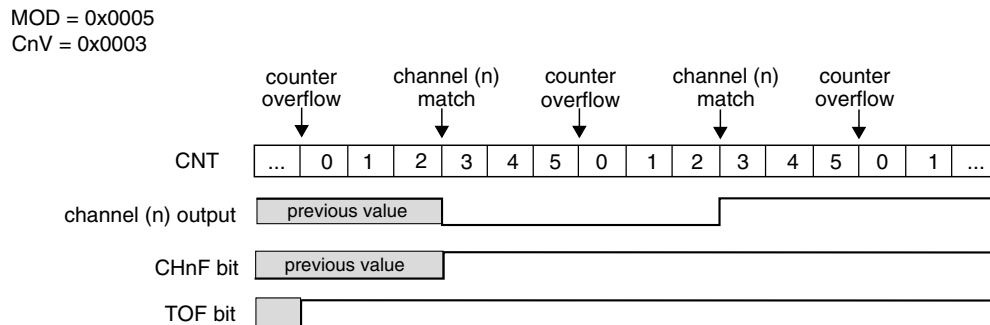 MOD = 0x0005
CnV = 0x0003
counter overflow
channel (n) match
counter overflow
channel (n) match
counter overflow
CNT ... 0 1 2 3 4 5 0 1 2 3 4 5 0 1 ...
channel (n) output previous value
CHnF bit previous value
TOF bit